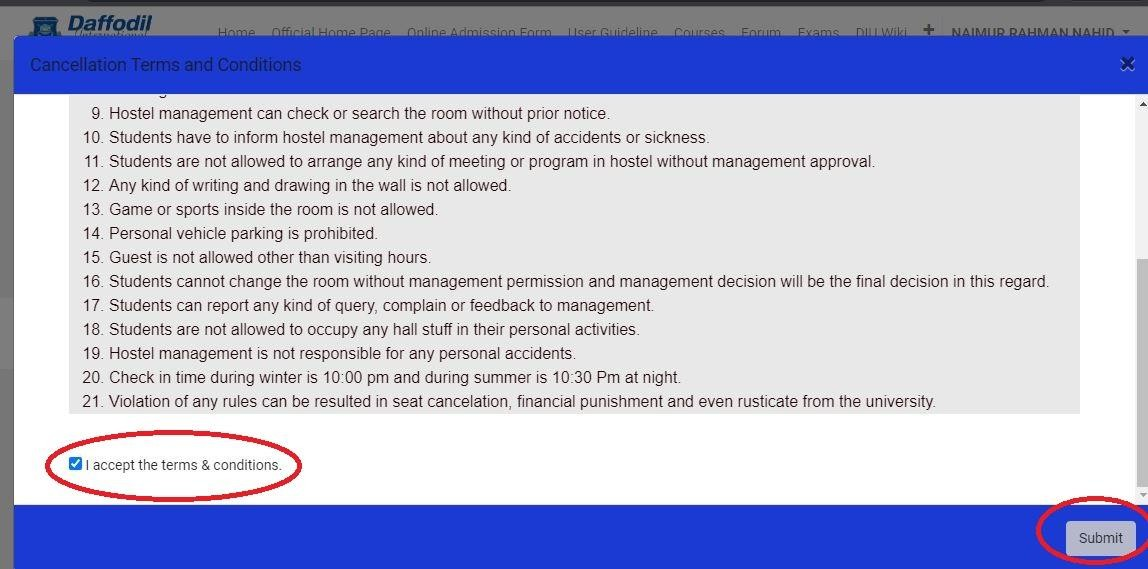 Daffodil
International
Home Official Home Page Online Admission Form User Guideline Courses Forum Exams DIU Wiki + NAIMUR RAHMAN NAHID
Cancellation Terms and Conditions ×
9. Hostel management can check or search the room without prior notice.
10. Students have to inform hostel management about any kind of accidents or sickness.
11. Students are not allowed to arrange any kind of meeting or program in hostel without management approval.
12. Any kind of writing and drawing in the wall is not allowed.
13. Game or sports inside the room is not allowed.
14. Personal vehicle parking is prohibited.
15. Guest is not allowed other than visiting hours.
16. Students cannot change the room without management permission and management decision will be the final decision in this regard.
17. Students can report any kind of query, complain or feedback to management.
18. Students are not allowed to occupy any hall stuff in their personal activities.
19. Hostel management is not responsible for any personal accidents.
20. Check in time during winter is 10:00 pm and during summer is 10:30 Pm at night.
21. Violation of any rules can be resulted in seat cancelation, financial punishment and even rusticate from the university.
I accept the terms & conditions.
Submit